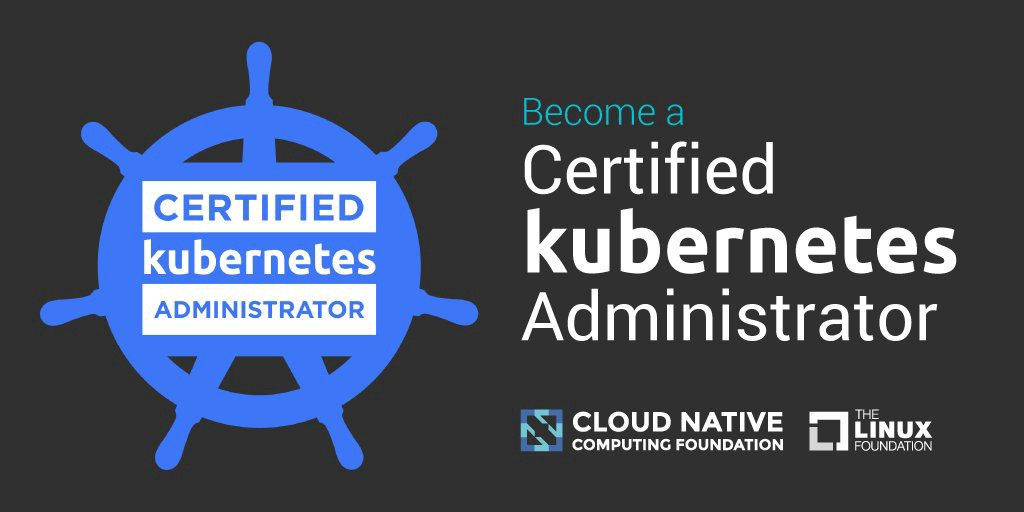 CERTIFIED
kubernetes
ADMINISTRATOR
Become a
Certified
kubernetes
Administrator
CLOUD NATIVE
COMPUTING FOUNDATION
THE
LINUX
FOUNDATION